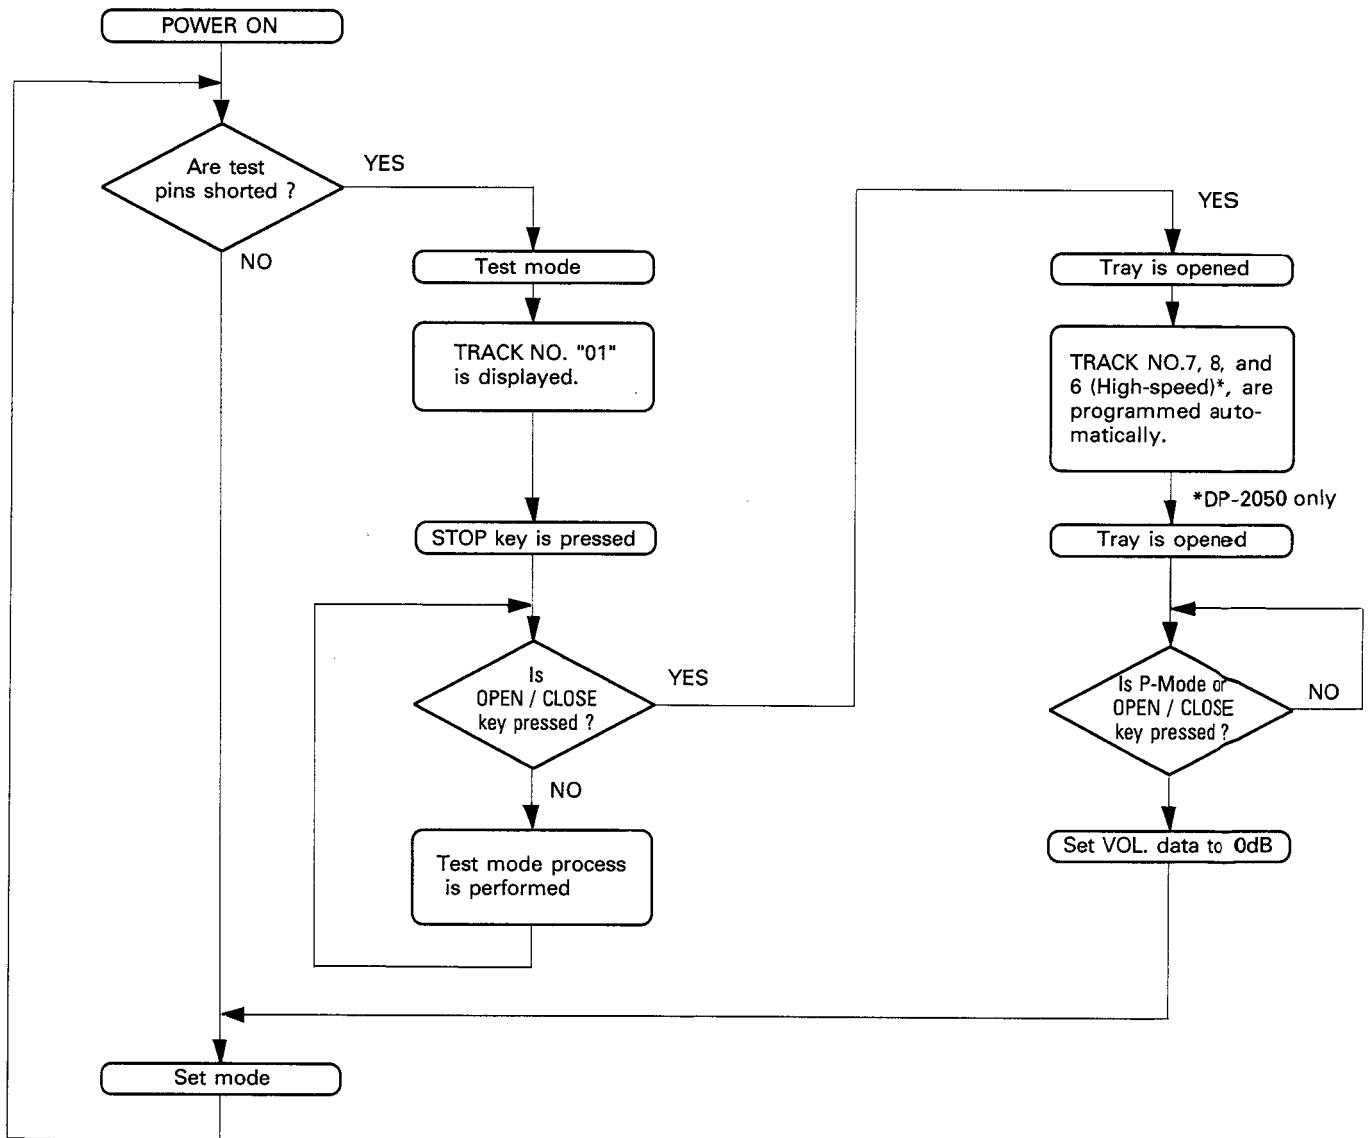 POWER ON
Are test
pins shorted ?
YES
NO
Test mode
TRACK NO. "01"
is displayed.
STOP key is pressed
Is
OPEN / CLOSE
key pressed ?
YES
NO
Test mode process
is performed
YES
Tray is opened
TRACK NO.7, 8, and
6 (High-speed)*, are
programmed auto-
matically.
*DP-2050 only
Tray is opened
Is P-Mode or
OPEN / CLOSE
key pressed ?
NO
Set VOL. data to 0dB
Set mode